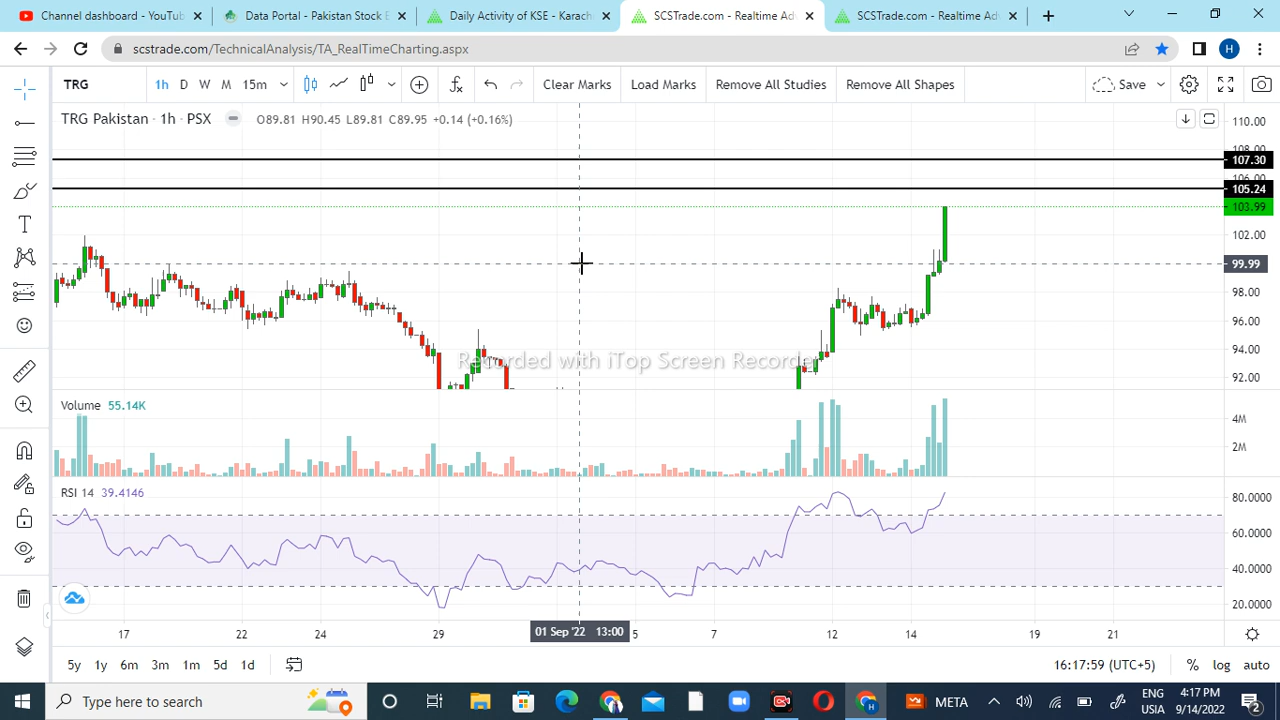 Channel dashboard - YouTub
Data Portal - Pakistan Stock E
Daily Activity of KSE - Karach
SCSTrade.com - Realtime Adv
SCSTrade.com - Realtime Adv
scstrade.com/TechnicalAnalysis/TA_RealTimeCharting.aspx
H
TRG 1h D W M 15m Clear Marks Load Marks Remove All Studies Remove All Shapes Save
TRG Pakistan · 1h · PSX O89.81 H90.45 L89.81 C89.95 +0.14 (+0.16%)
110.00
108.00
107.30
106.00
105.24
103.99
102.00
99.99
98.00
96.00
94.00
92.00
Recorded with iTop Screen Recorder
Volume 55.14K
4M
2M
RSI 14 39.4146
80.0000
60.0000
40.0000
20.0000
17 22 24 29 01 Sep '22 13:00 5 7 12 14 19 21
5y 1y 6m 3m 1m 5d 1d 16:17:59 (UTC+5) % log auto
Type here to search
META
ENG
USIA
4:17 PM
9/14/2022
2